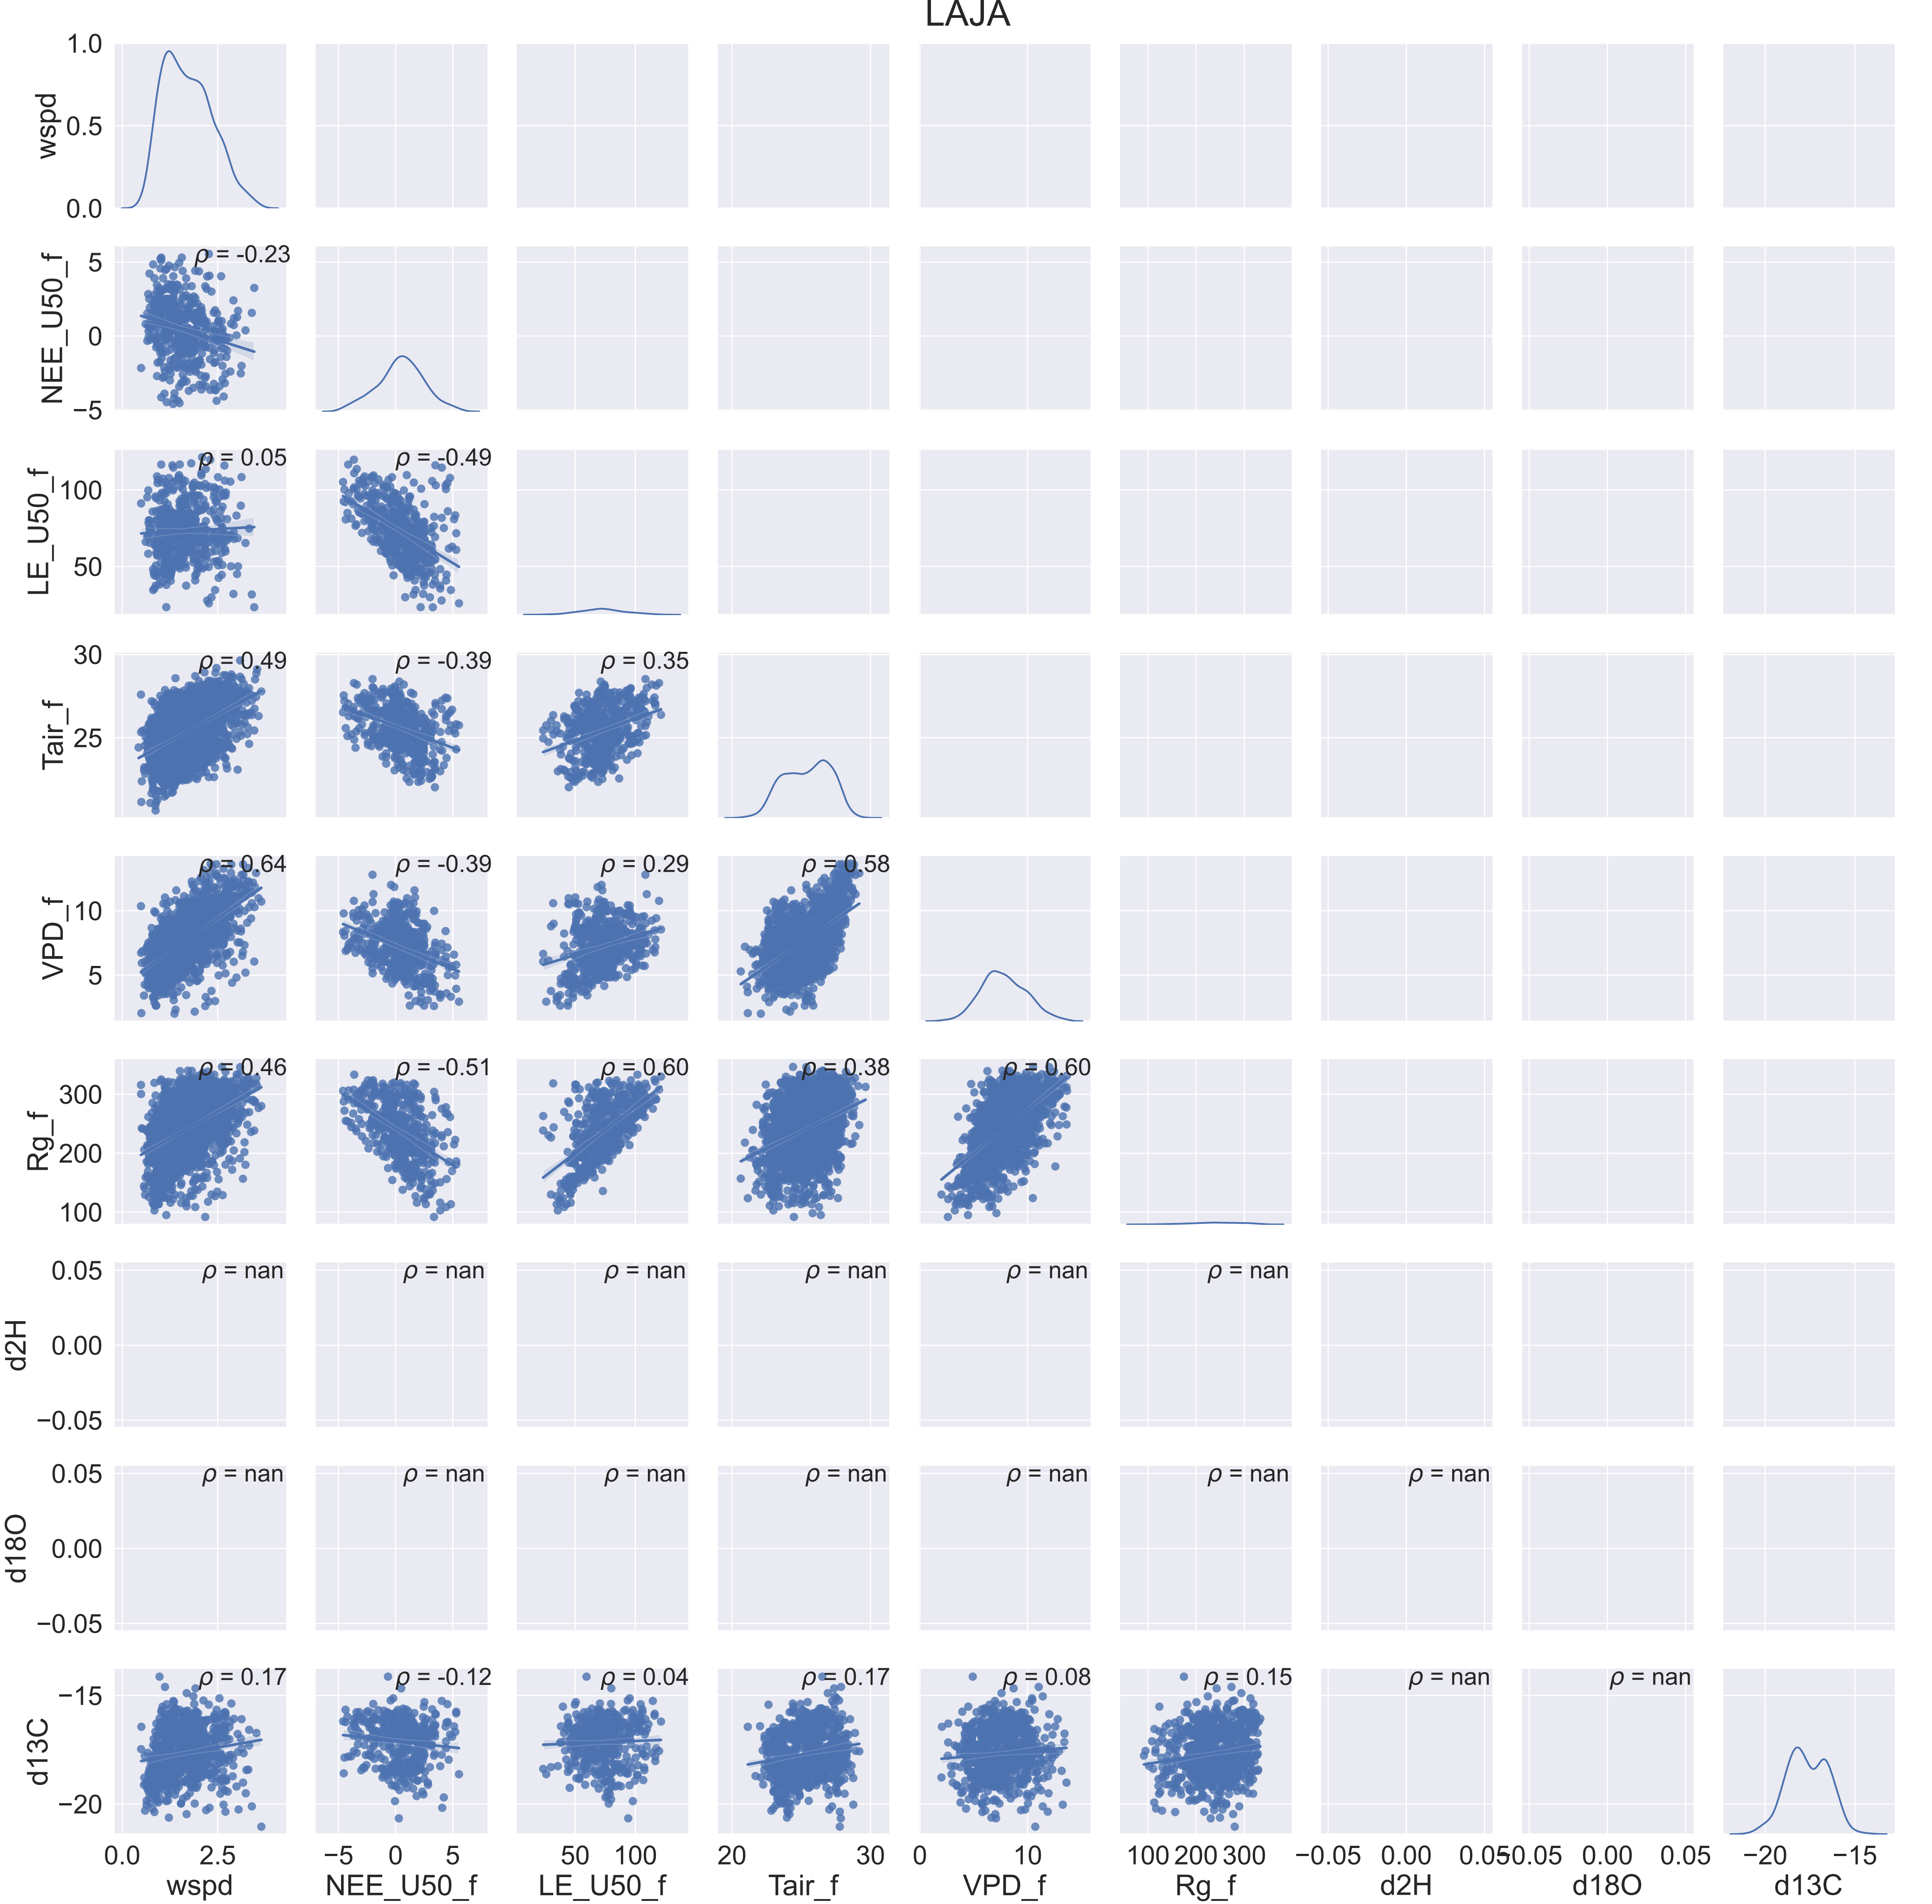 LAJA
wspd
1.0
0.5
0.0
NEE_U50_f
5
0
−5
ρ = -0.23
LE_U50_f
100
50
ρ = 0.05
ρ = -0.49
Tair_f
30
25
ρ = 0.49
ρ = -0.39
ρ = 0.35
VPD_f
10
5
ρ = 0.64
ρ = -0.39
ρ = 0.29
ρ = 0.58
Rg_f
300
200
100
ρ = 0.46
ρ = -0.51
ρ = 0.60
ρ = 0.38
ρ = 0.60
d2H
0.05
0.00
−0.05
ρ = nan
ρ = nan
ρ = nan
ρ = nan
ρ = nan
ρ = nan
d18O
0.05
0.00
−0.05
ρ = nan
ρ = nan
ρ = nan
ρ = nan
ρ = nan
ρ = nan
ρ = nan
d13C
−15
−20
ρ = 0.17
ρ = -0.12
ρ = 0.04
ρ = 0.17
ρ = 0.08
ρ = 0.15
ρ = nan
ρ = nan
0.0 2.5
−5 0 5
50 100
20 30
0 10
100 200 300
−0.05 0.00 0.05
−0.05 0.00 0.05
−20 −15
wspd
NEE_U50_f
LE_U50_f
Tair_f
VPD_f
Rg_f
d2H
d18O
d13C